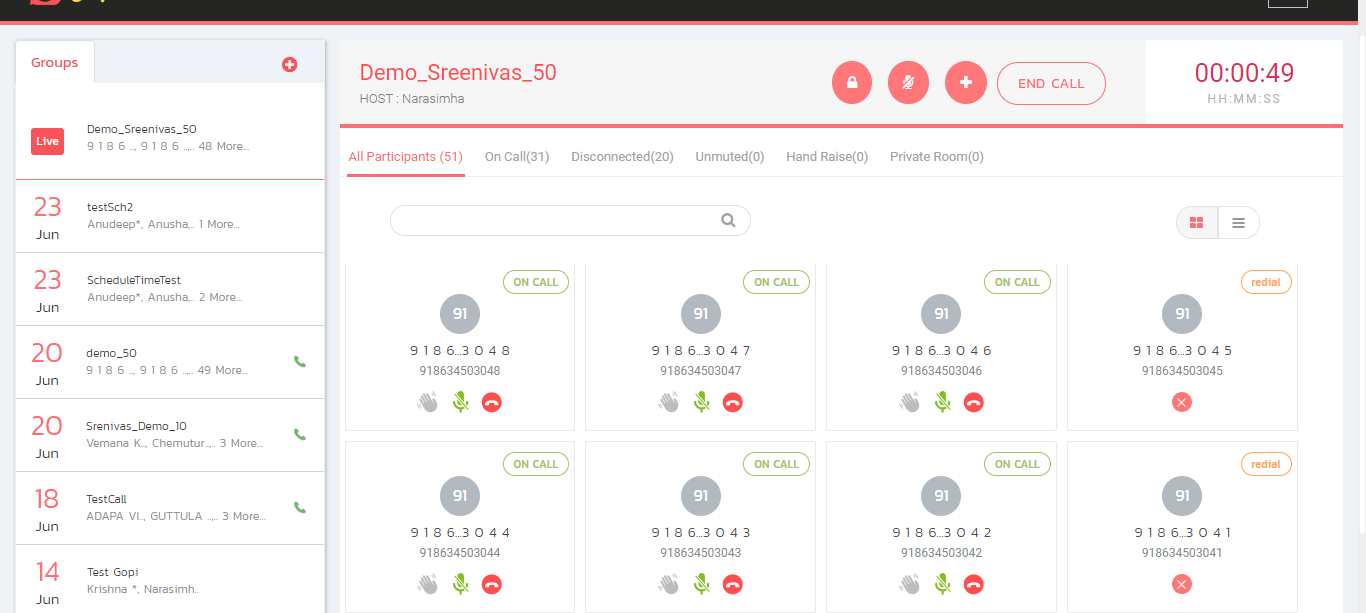 Groups
Live
Demo_Sreenivas_50
9 1 8 6 .., 9 1 8 6 ..,.. 48 More...
23
Jun
testSch2
Anudeep*, Anusha,.. 1 More...
23
Jun
ScheduleTimeTest
Anudeep*, Anusha,.. 2 More...
20
Jun
demo_50
9 1 8 6 .., 9 1 8 6 ..,.. 49 More...
20
Jun
Srenivas_Demo_10
Vemana K.., Chemutur..,.. 3 More...
18
Jun
TestCall
ADAPA VI.., GUTTULA ..,.. 3 More...
14
Jun
Test Gopi
Krishna *, Narasimh..
Demo_Sreenivas_50
HOST : Narasimha
END CALL
00:00:49
HH:MM:SS
All Participants (51) On Call(31) Disconnected(20) Unmuted(0) Hand Raise(0) Private Room(0)
ON CALL ON CALL ON CALL redial
91 91 91 91
9 1 8 6...3 0 4 8 9 1 8 6...3 0 4 7 9 1 8 6...3 0 4 6 9 1 8 6...3 0 4 5
918634503048 918634503047 918634503046 918634503045
ON CALL ON CALL ON CALL redial
91 91 91 91
9 1 8 6...3 0 4 4 9 1 8 6...3 0 4 3 9 1 8 6...3 0 4 2 9 1 8 6...3 0 4 1
918634503044 918634503043 918634503042 918634503041